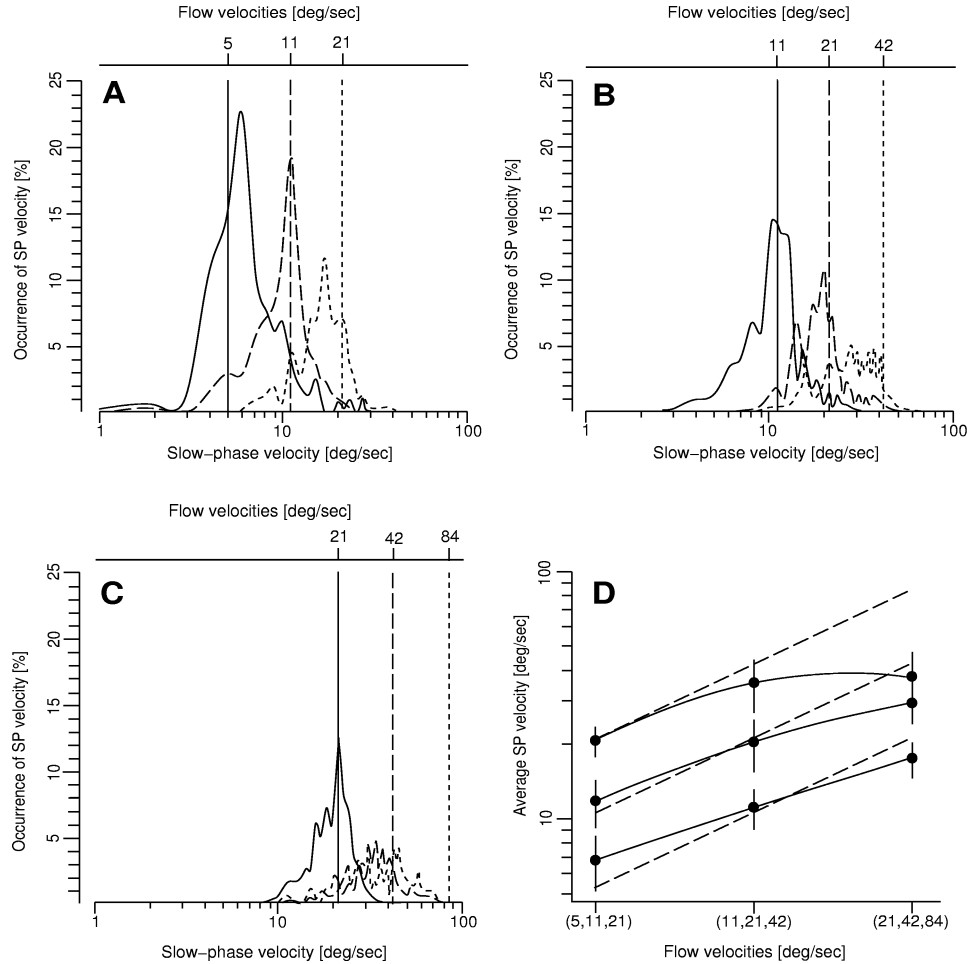 Flow velocities [deg/sec]
5 11 21
A
25
20
15
10
5
Occurrence of SP velocity [%]
1 10 100
Slow–phase velocity [deg/sec]
Flow velocities [deg/sec]
11 21 42
B
25
20
15
10
5
Occurrence of SP velocity [%]
1 10 100
Slow–phase velocity [deg/sec]
Flow velocities [deg/sec]
21 42 84
C
25
20
15
10
5
Occurrence of SP velocity [%]
1 10 100
Slow–phase velocity [deg/sec]
D
100
10
Average SP velocity [deg/sec]
(5,11,21) (11,21,42) (21,42,84)
Flow velocities [deg/sec]